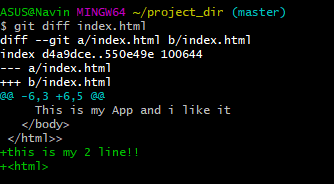 ASUS@Navin MINGW64 ~/project_dir (master)
$ git diff index.html
diff --git a/index.html b/index.html
index d4a9dce..550e49e 100644
--- a/index.html
+++ b/index.html
@@ -6,3 +6,5 @@
     This is my App and i like it
   </body>
 </html>>
+this is my 2 line!!
+<html>